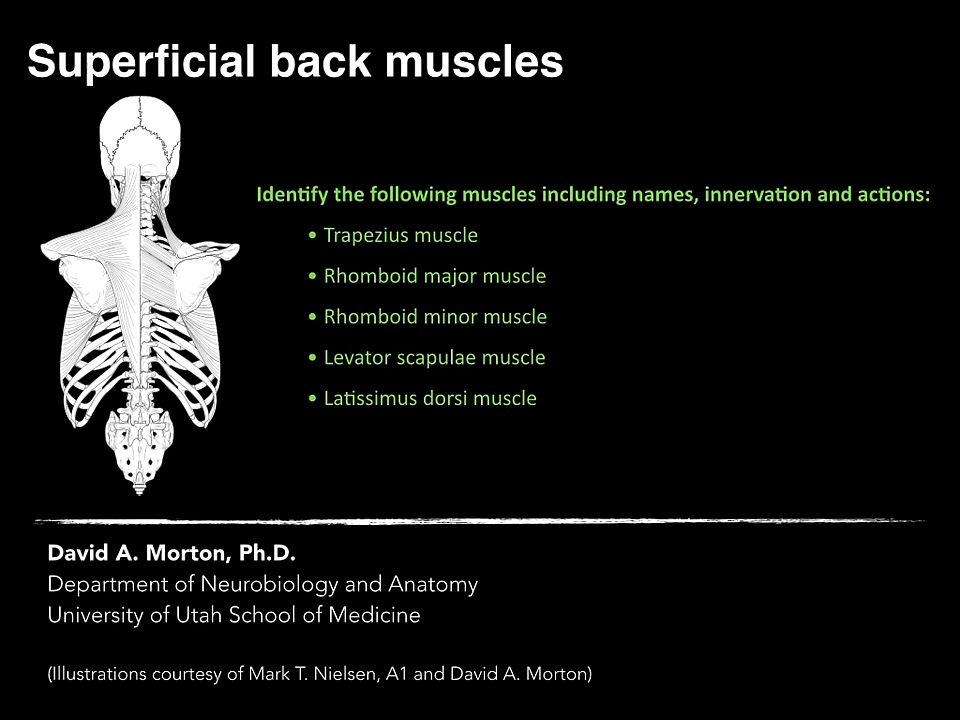 Superficial back muscles
Identify the following muscles including names, innervation and actions:
• Trapezius muscle
• Rhomboid major muscle
• Rhomboid minor muscle
• Levator scapulae muscle
• Latissimus dorsi muscle
David A. Morton, Ph.D.
Department of Neurobiology and Anatomy
University of Utah School of Medicine
(Illustrations courtesy of Mark T. Nielsen, A1 and David A. Morton)